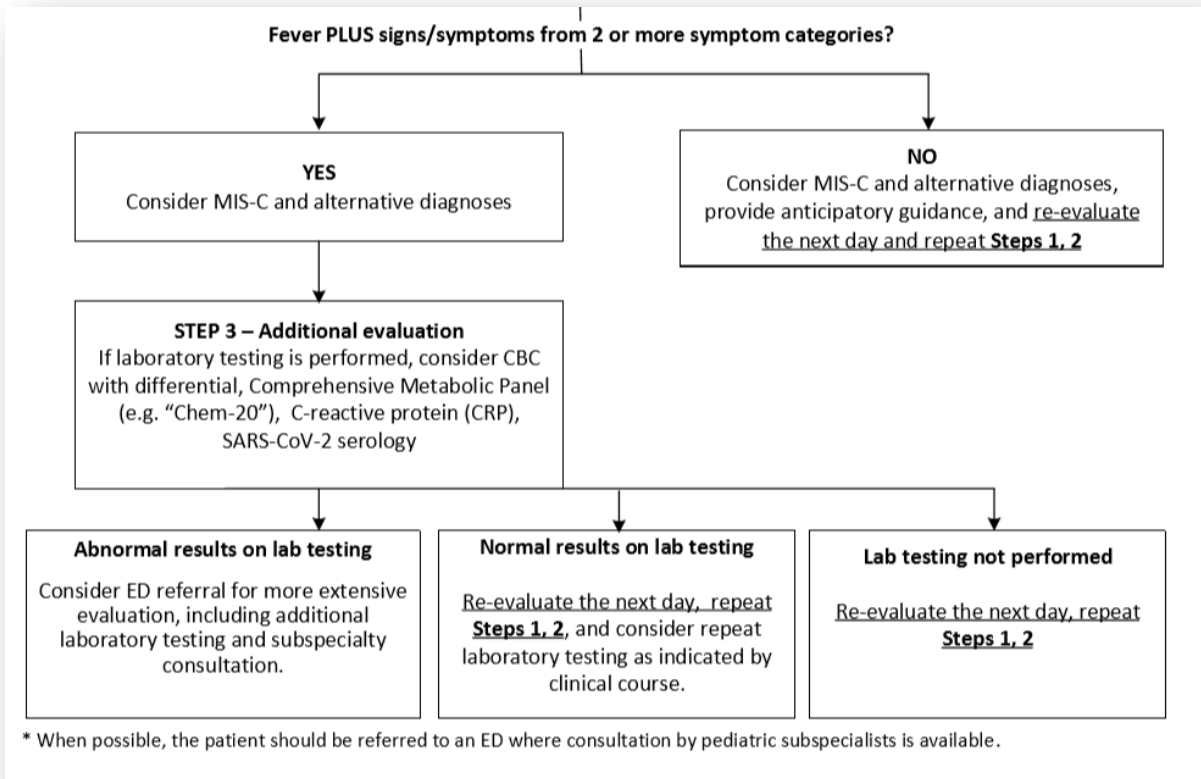 Fever PLUS signs/symptoms from 2 or more symptom categories?
YES
Consider MIS-C and alternative diagnoses
NO
Consider MIS-C and alternative diagnoses,
provide anticipatory guidance, and re-evaluate
the next day and repeat Steps 1, 2
STEP 3 – Additional evaluation
If laboratory testing is performed, consider CBC
with differential, Comprehensive Metabolic Panel
(e.g. “Chem-20”), C-reactive protein (CRP),
SARS-CoV-2 serology
Abnormal results on lab testing
Consider ED referral for more extensive
evaluation, including additional
laboratory testing and subspecialty
consultation.
Normal results on lab testing
Re-evaluate the next day, repeat
Steps 1, 2, and consider repeat
laboratory testing as indicated by
clinical course.
Lab testing not performed
Re-evaluate the next day, repeat
Steps 1, 2
* When possible, the patient should be referred to an ED where consultation by pediatric subspecialists is available.